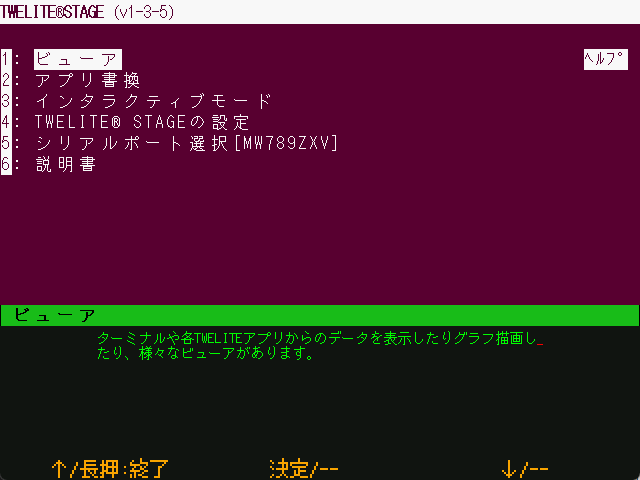 TWELITE®STAGE (v1-3-5)
1: ビューア ﾍﾙﾌﾟ
2: アプリ書換
3: インタラクティブモード
4: TWELITE® STAGEの設定
5: シリアルポート選択[MW789ZXV]
6: 説明書
ビューア
ターミナルや各TWELITEアプリからのデータを表示したりグラフ描画し
たり、様々なビューアがあります。
↑/長押:終了 決定/-- ↓/--